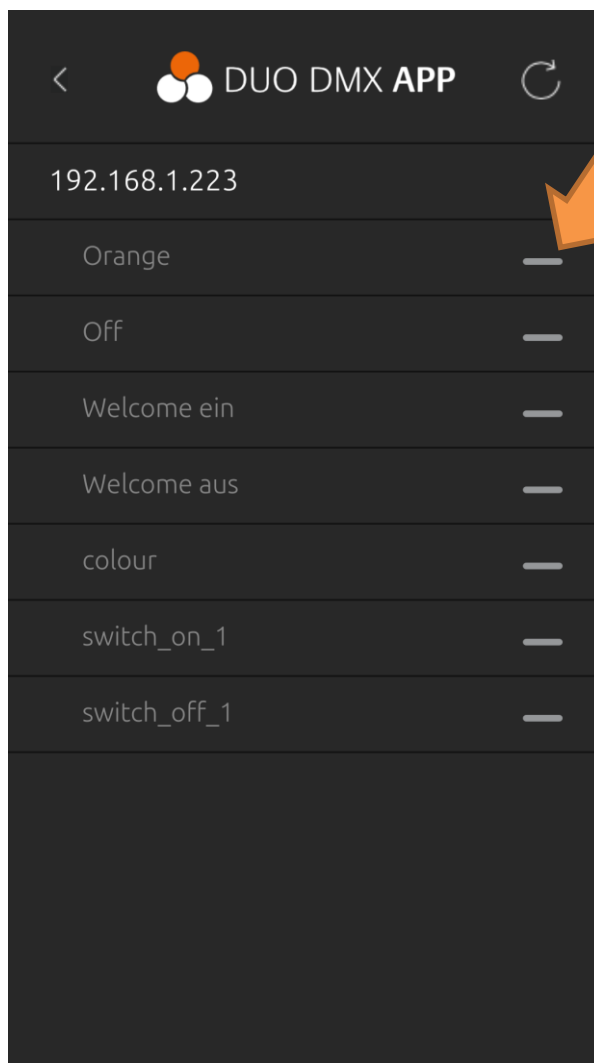 DUO DMX APP
192.168.1.223
Orange
Off
Welcome ein
Welcome aus
colour
switch_on_1
switch_off_1